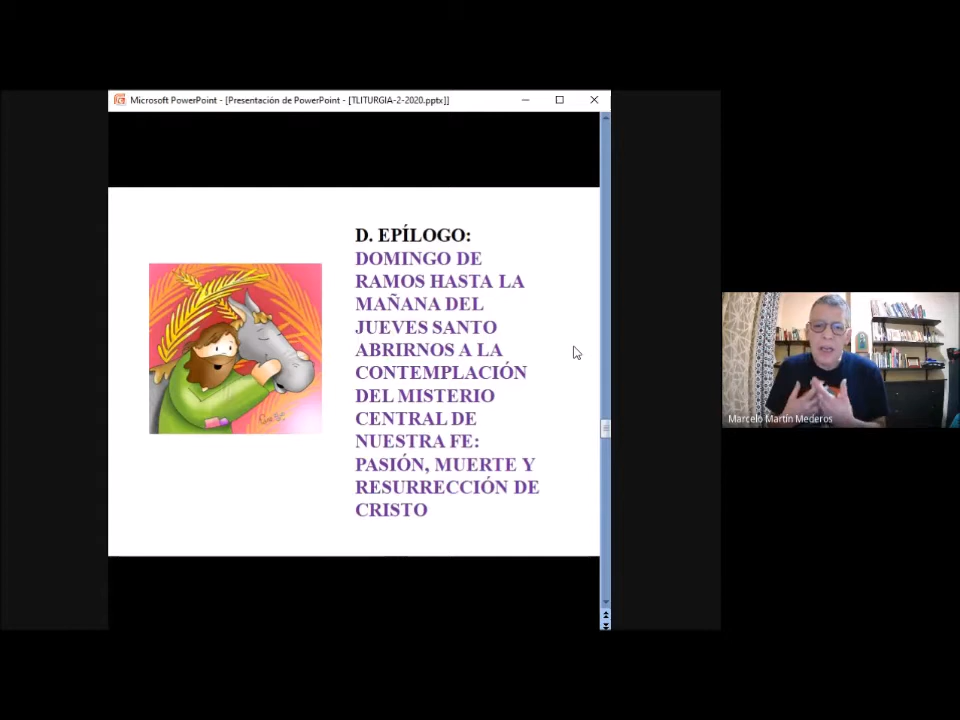 Microsoft PowerPoint - [Presentación de PowerPoint - [TLITURGIA-2-2020.pptx]]
D. EPÍLOGO:
DOMINGO DE
RAMOS HASTA LA
MAÑANA DEL
JUEVES SANTO
ABRIRNOS A LA
CONTEMPLACIÓN
DEL MISTERIO
CENTRAL DE
NUESTRA FE:
PASIÓN, MUERTE Y
RESURRECCIÓN DE
CRISTO
Marcelo Martín Mederos